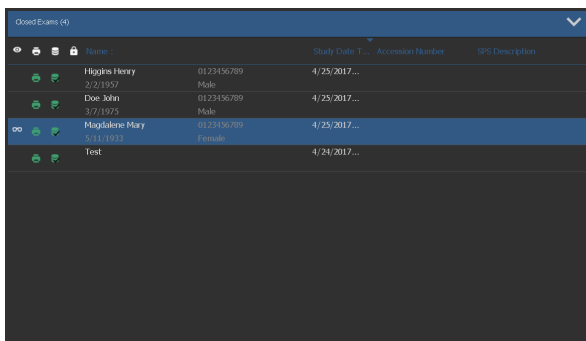 Closed Exams (4)
Name : Study Date T... Accession Number SPS Description
Higgins Henry 0123456789 4/25/2017...
2/2/1957 Male
Doe John 0123456789 4/25/2017...
3/7/1975 Male
Magdalene Mary 0123456789 4/25/2017...
5/11/1933 Female
Test 4/24/2017...